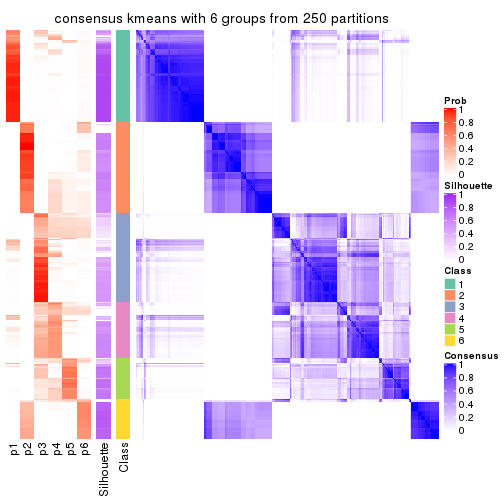 consensus kmeans with 6 groups from 250 partitions
Prob
1
0.8
0.6
0.4
0.2
0
Silhouette
1
0.8
0.6
0.4
0.2
0
Class
1
2
3
4
5
6
Consensus
1
0.8
0.6
0.4
0.2
0
p1
p2
p3
p4
p5
p6
Silhouette
Class